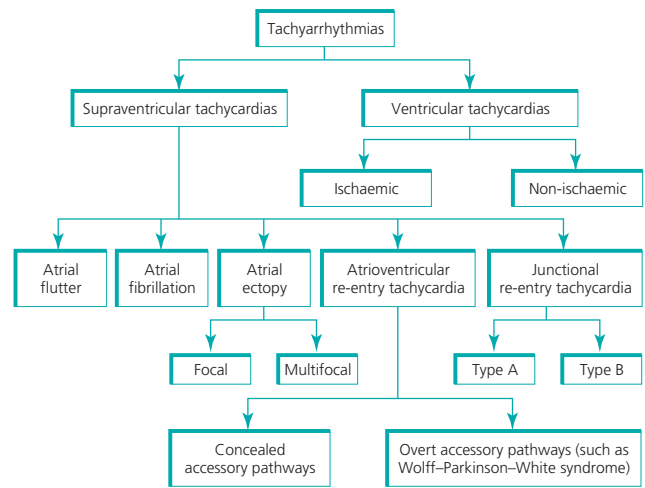 Tachyarrhythmias
Supraventricular tachycardias
Ventricular tachycardias
Ischaemic
Non-ischaemic
Atrial
flutter
Atrial
fibrillation
Atrial
ectopy
Atrioventricular
re-entry tachycardia
Junctional
re-entry tachycardia
Focal
Multifocal
Type A
Type B
Concealed
accessory pathways
Overt accessory pathways (such as
Wolff–Parkinson–White syndrome)